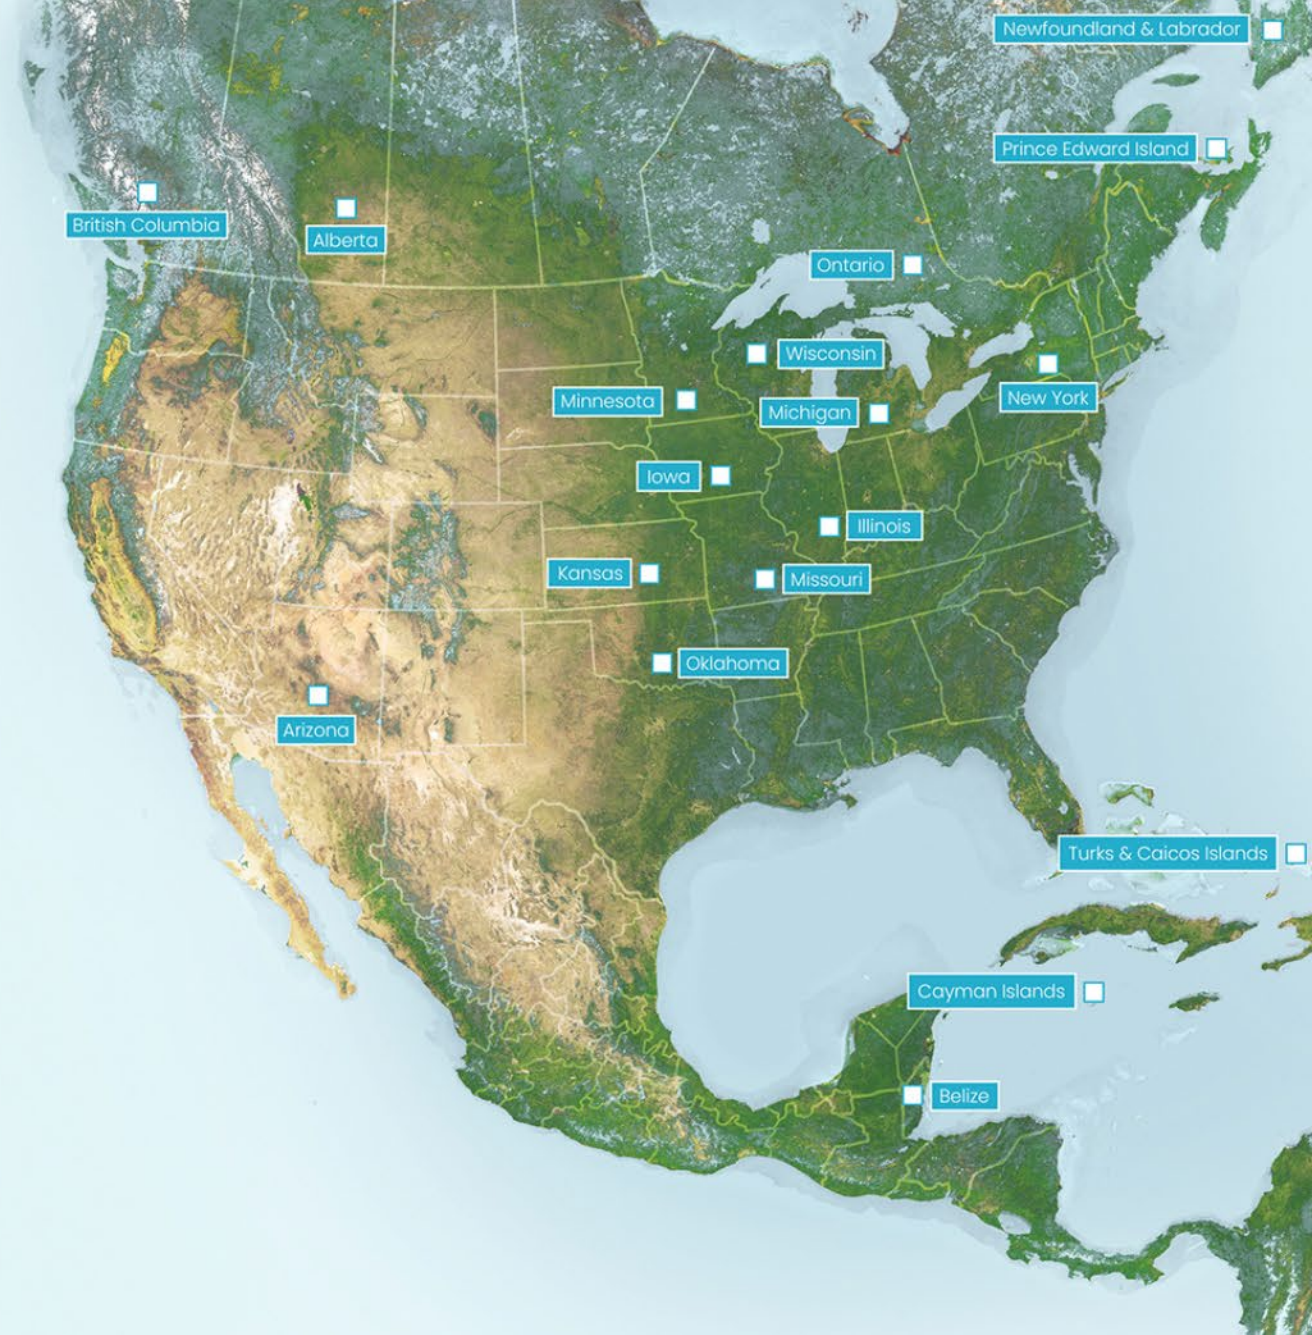 Newfoundland & Labrador
Prince Edward Island
British Columbia
Alberta
Ontario
Wisconsin
New York
Minnesota
Michigan
Iowa
Illinois
Kansas
Missouri
Oklahoma
Arizona
Turks & Caicos Islands
Cayman Islands
Belize